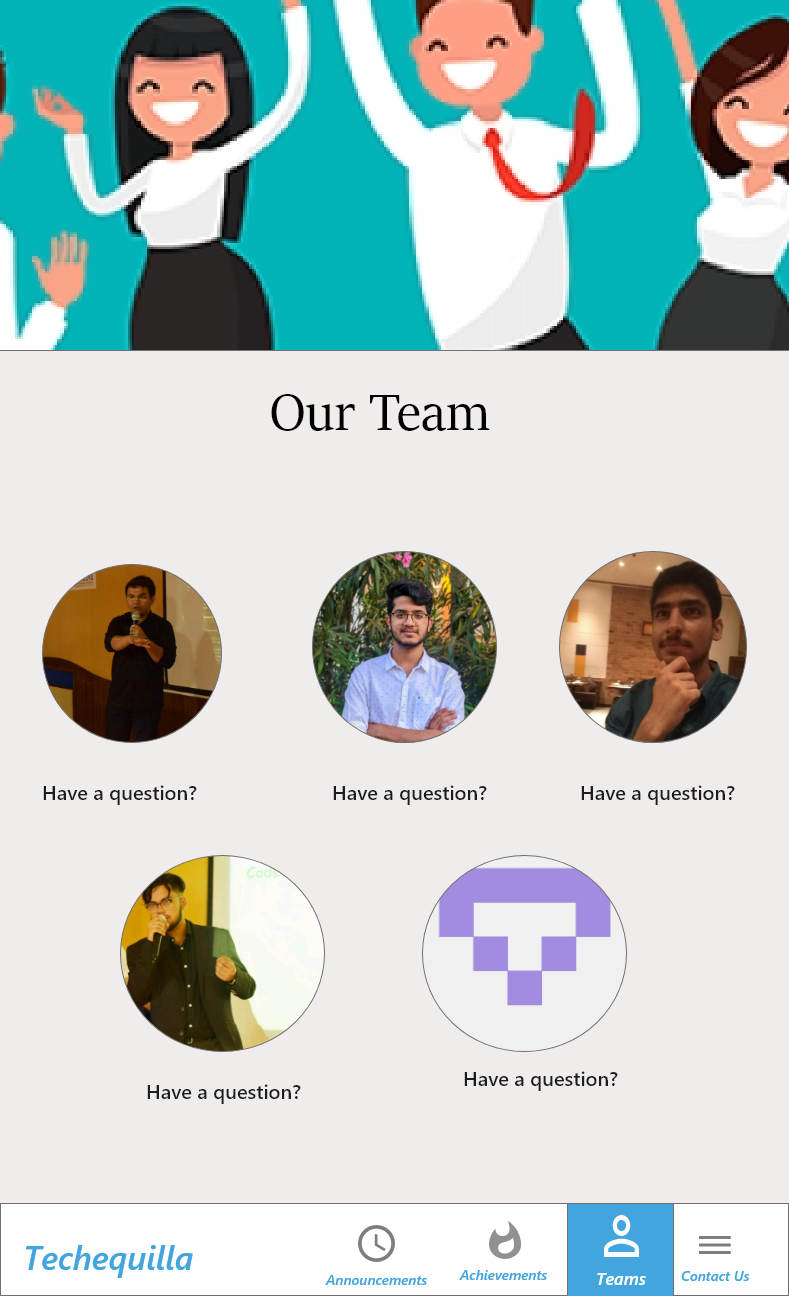 Our Team
Have a question?
Have a question?
Have a question?
Have a question?
Have a question?
Techequilla
Announcements
Achievements
Teams
Contact Us